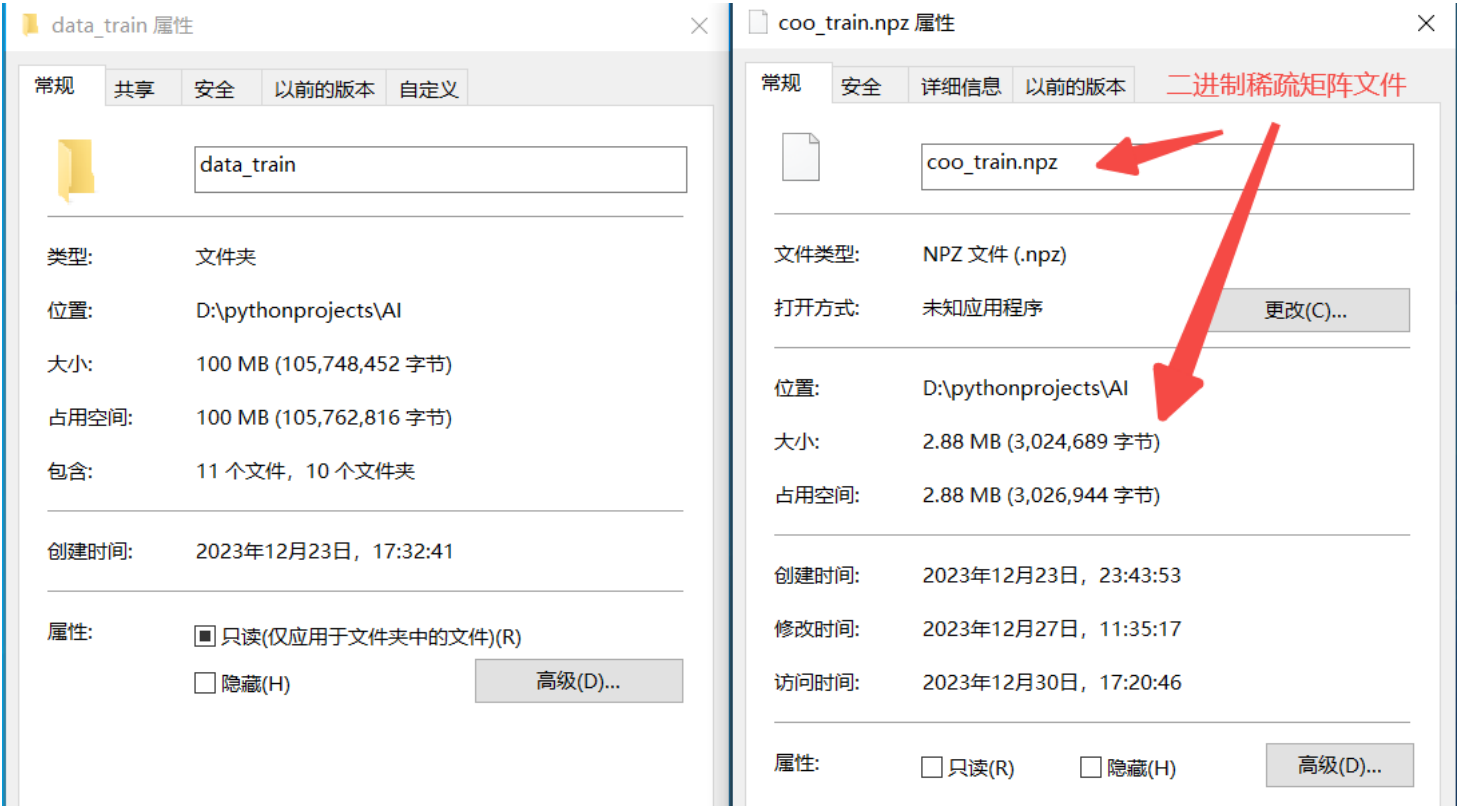 data_train 属性
常规 共享 安全 以前的版本 自定义
data_train
类型: 文件夹
位置: D:\pythonprojects\AI
大小: 100 MB (105,748,452 字节)
占用空间: 100 MB (105,762,816 字节)
包含: 11 个文件，10 个文件夹
创建时间: 2023年12月23日，17:32:41
属性: 只读(仅应用于文件夹中的文件)(R)
隐藏(H) 高级(D)...
coo_train.npz 属性
常规 安全 详细信息 以前的版本 二进制稀疏矩阵文件
coo_train.npz
文件类型: NPZ 文件 (.npz)
打开方式: 未知应用程序 更改(C)...
位置: D:\pythonprojects\AI
大小: 2.88 MB (3,024,689 字节)
占用空间: 2.88 MB (3,026,944 字节)
创建时间: 2023年12月23日，23:43:53
修改时间: 2023年12月27日，11:35:17
访问时间: 2023年12月30日，17:20:46
属性: 只读(R) 隐藏(H) 高级(D)...